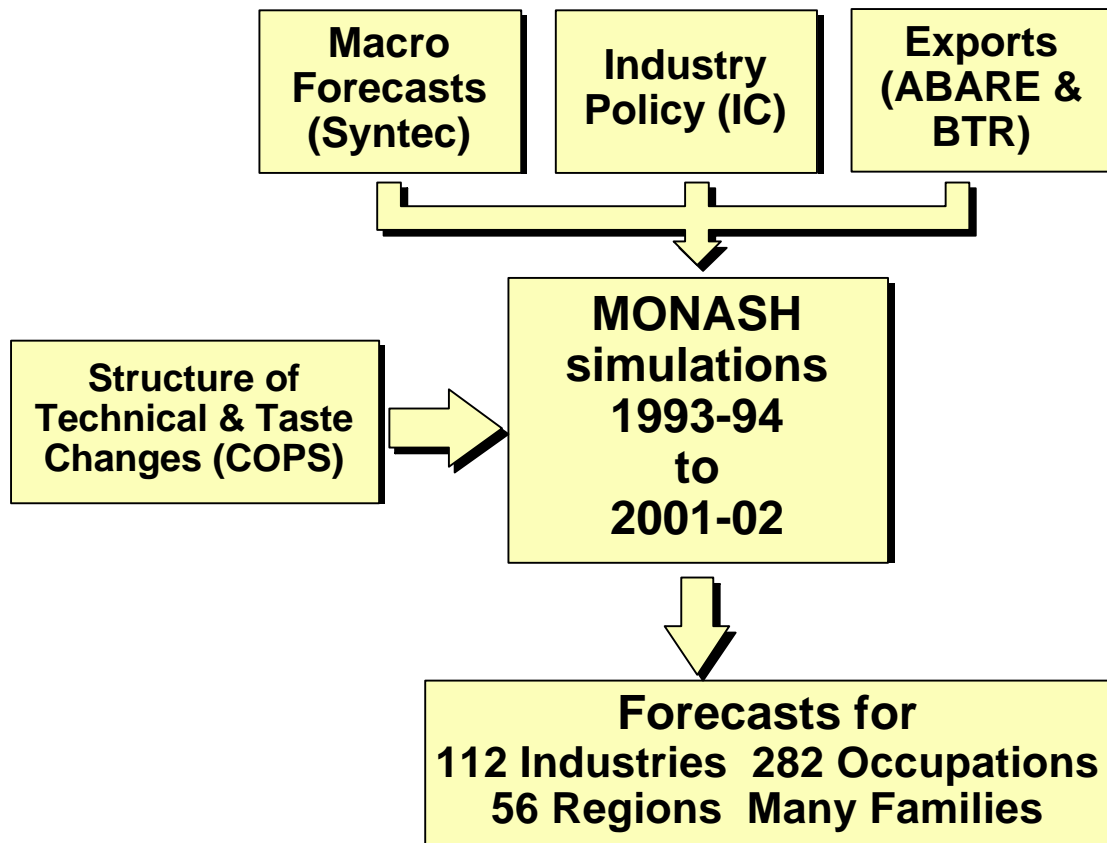 Macro
Forecasts
(Syntec)
Industry
Policy (IC)
Exports
(ABARE &
BTR)
Structure of
Technical & Taste
Changes (COPS)
MONASH
simulations
1993-94
to
2001-02
Forecasts for
112 Industries 282 Occupations
56 Regions Many Families